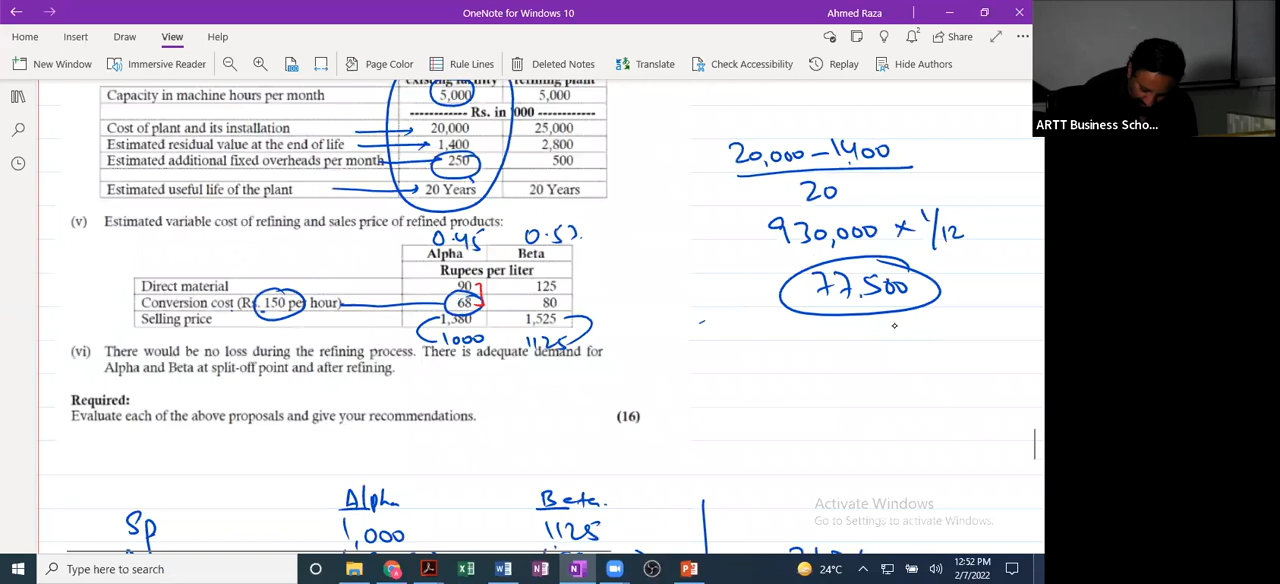 OneNote for Windows 10
Ahmed Raza
Home Insert Draw View Help
Share
New Window Immersive Reader Page Color Rule Lines Deleted Notes Translate Check Accessibility Replay Hide Authors
ARTT Business Scho...
Capacity in machine hours per month 5,000 5,000
------------ Rs. in '000 ------------
Cost of plant and its installation 20,000 25,000
Estimated residual value at the end of life 1,400 2,800
Estimated additional fixed overheads per month 250 500
Estimated useful life of the plant 20 Years 20 Years
20,000 - 1400
20
930,000 × 1/12
77,500
(v) Estimated variable cost of refining and sales price of refined products:
0.45 0.53
Alpha Beta
Rupees per liter
Direct material 90 125
Conversion cost (Rs. 150 per hour) 68 80
Selling price 1,380 1,525
1000 1125
(vi) There would be no loss during the refining process. There is adequate demand for
Alpha and Beta at split-off point and after refining.
Required:
Evaluate each of the above proposals and give your recommendations. (16)
Alpha Beta
Sp 1,000 1125
Activate Windows
Go to Settings to activate Windows.
Type here to search
24°C
12:52 PM
2/7/2022